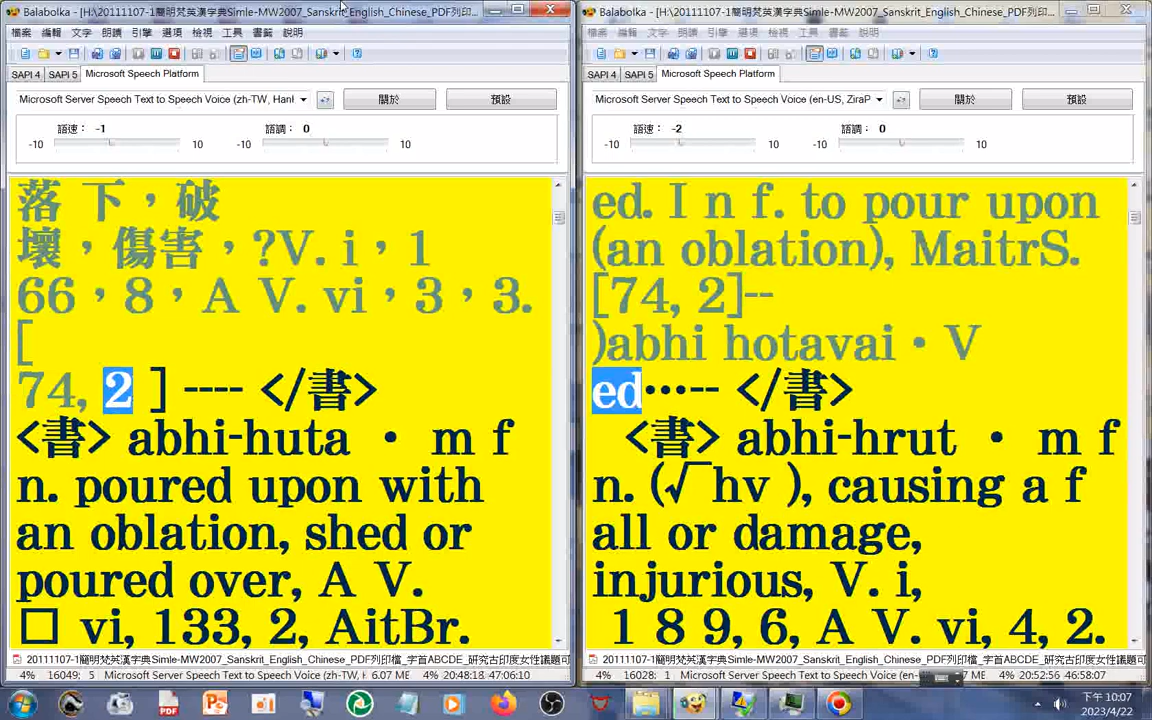 Balabolka - [H:\20111107-1簡明梵英漢字典Simle-MW2007_Sanskrit_English_Chinese_PDF列印...
檔案 編輯 文字 朗讀 引擎 選項 檢視 工具 書籤 說明
SAPI 4 SAPI 5 Microsoft Speech Platform
Microsoft Server Speech Text to Speech Voice (zh-TW, Hanl
關於 預設
語速： -1 語調： 0
-10 10 -10 10
落 下，破
壞，傷害，?V. i，1
66，8，A V. vi，3，3.
[
74, 2 ] ---- </書>
<書> abhi-huta • m f
n. poured upon with
an oblation, shed or
poured over, A V.
□ vi, 133, 2, AitBr.
20111107-1簡明梵英漢字典Simle-MW2007_Sanskrit_English_Chinese_PDF列印檔_字首ABCDE_研究古印度女性議題可
4% 16049: 5 Microsoft Server Speech Text to Speech Voice (zh-TW, H 6.07 ME 4% 20:48:18 47:06:10
Balabolka - [H:\20111107-1簡明梵英漢字典Simle-MW2007_Sanskrit_English_Chinese_PDF列印...
檔案 編輯 文字 朗讀 引擎 選項 檢視 工具 書籤 說明
SAPI 4 SAPI 5 Microsoft Speech Platform
Microsoft Server Speech Text to Speech Voice (en-US, ZiraP
關於 預設
語速： -2 語調： 0
-10 10 -10 10
ed. I n f. to pour upon
(an oblation), MaitrS.
[74, 2]--
)abhi hotavai • V
ed···-- </書>
<書> abhi-hrut • m f
n. (√hv ), causing a f
all or damage,
injurious, V. i,
1 8 9, 6, A V. vi, 4, 2.
20111107-1簡明梵英漢字典Simle-MW2007_Sanskrit_English_Chinese_PDF列印檔_字首ABCDE_研究古印度女性議題可
4% 16028: 1 Microsoft Server Speech Text to Speech Voice (en-U 6.07 ME 4% 20:52:56 46:58:07
下午 10:07
2023/4/22